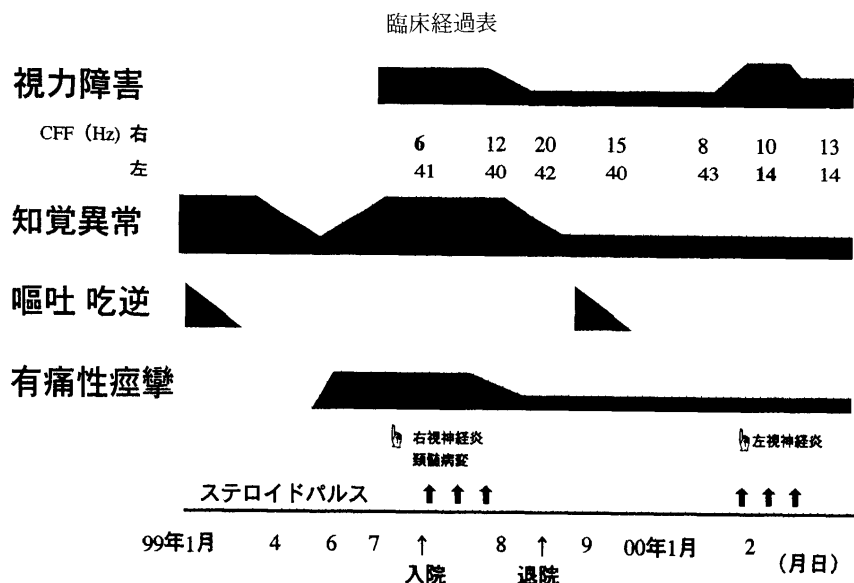 臨床経過表
視力障害
CFF (Hz) 右 6 12 20 15 8 10 13
左 41 40 42 40 43 14 14
知覚異常
嘔吐 吃逆
有痛性痙攣
右視神経炎 左視神経炎
頸髄病変
ステロイドパルス
99年1月 4 6 7 8 9 00年1月 2 (月日)
入院 退院